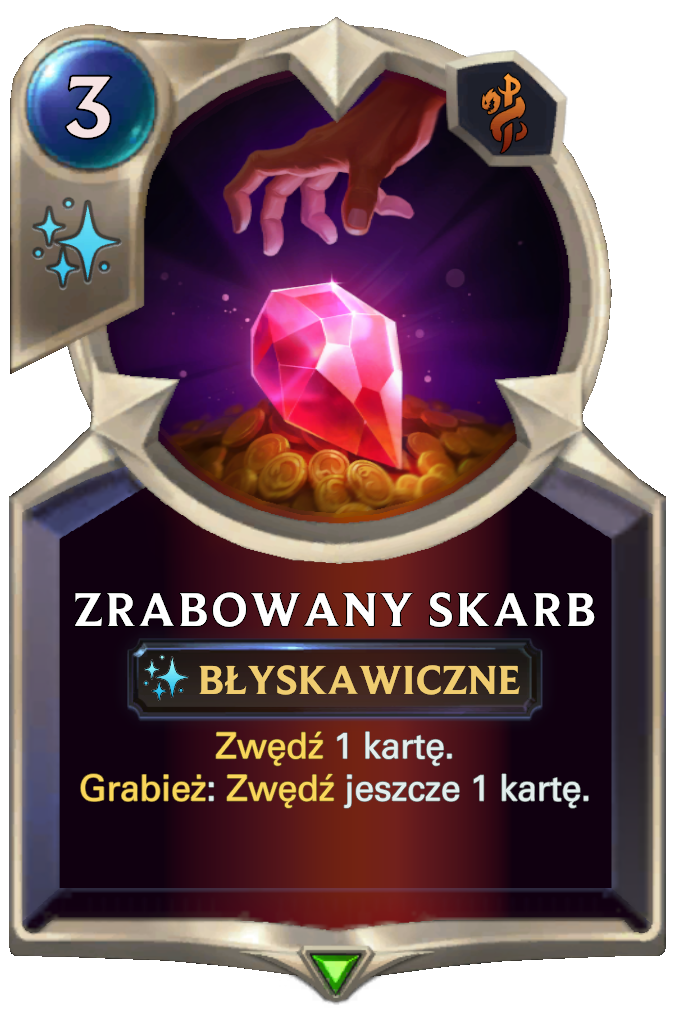 3
ZRABOWANY SKARB
BŁYSKAWICZNE
Zwędź 1 kartę.
Grabież: Zwędź jeszcze 1 kartę.